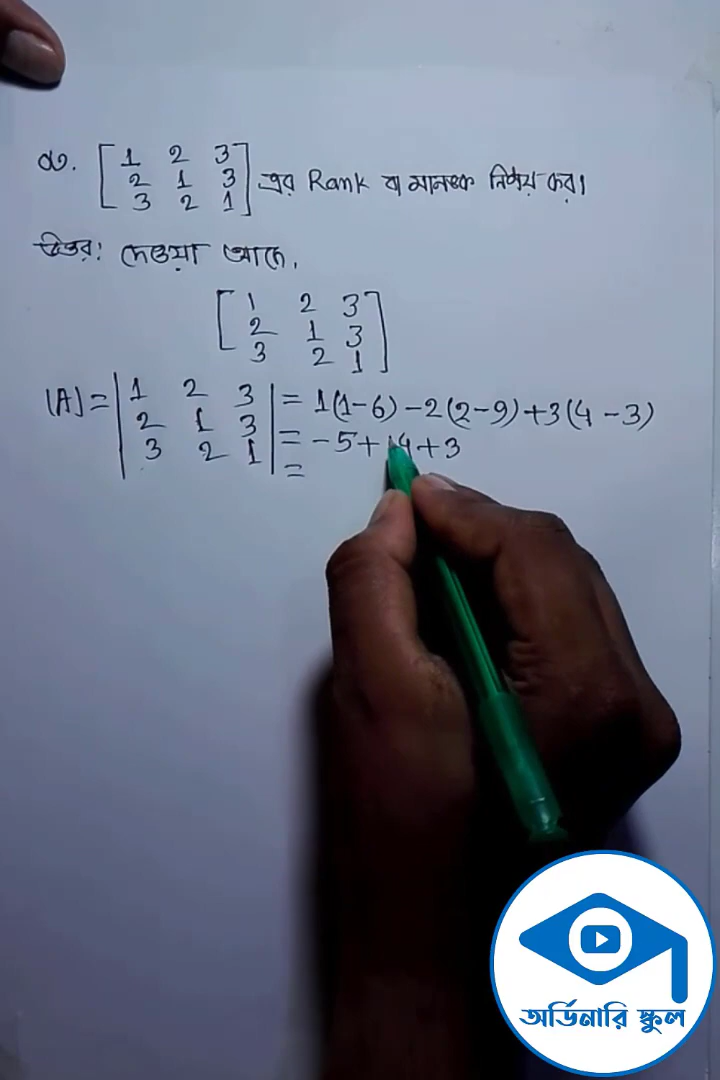 ৩. [1 2 3
2 1 3
3 2 1] এর Rank বা মানাংক নির্ণয় কর।
উত্তর: দেওয়া আছে,
[1 2 3
2 1 3
3 2 1]
|A| = |1 2 3
2 1 3
3 2 1| = 1(1-6) -2(2-9) +3(4-3)
= -5+14+3
=
অর্ডিনারি স্কুল